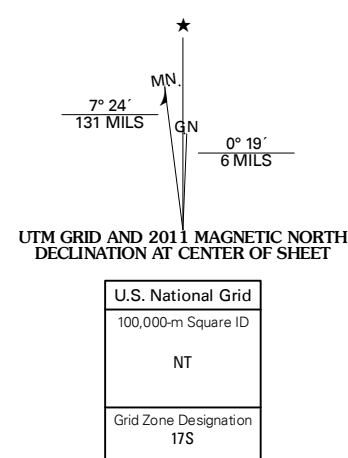 ★
MN.
7° 24´
131 MILS
GN
0° 19´
6 MILS
UTM GRID AND 2011 MAGNETIC NORTH
DECLINATION AT CENTER OF SHEET
U.S. National Grid
100,000-m Square ID
NT
Grid Zone Designation
17S